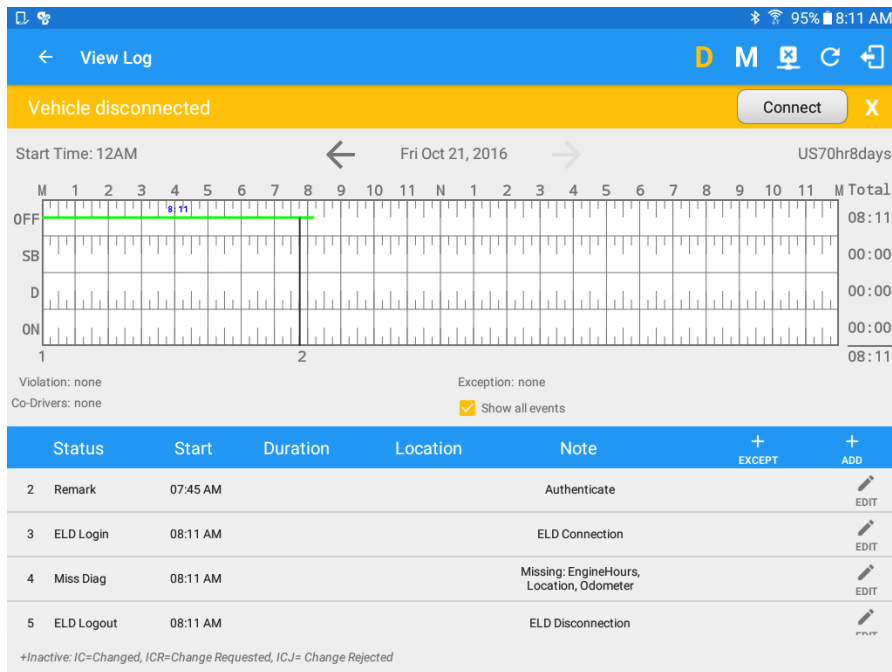 95% 8:11 AM
View Log
D M
Vehicle disconnected Connect X
Start Time: 12AM Fri Oct 21, 2016 US70hr8days
M 1 2 3 4 5 6 7 8 9 10 11 N 1 2 3 4 5 6 7 8 9 10 11 M Total
8:11
OFF 08:11
SB 00:00
D 00:00
ON 00:00
1 2 08:11
Violation: none Exception: none
Co-Drivers: none Show all events
Status Start Duration Location Note + EXCEPT + ADD
2 Remark 07:45 AM Authenticate EDIT
3 ELD Login 08:11 AM ELD Connection EDIT
4 Miss Diag 08:11 AM Missing: EngineHours,
Location, Odometer EDIT
5 ELD Logout 08:11 AM ELD Disconnection EDIT
+Inactive: IC=Changed, ICR=Change Requested, ICJ= Change Rejected